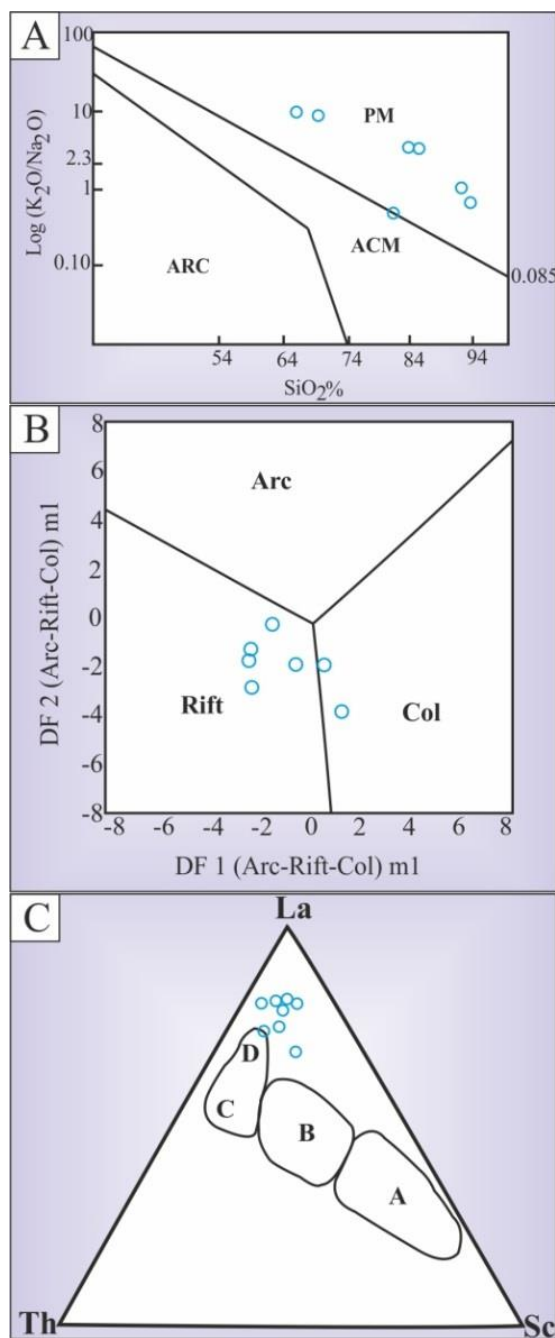 A
100
10
2.3
1
0.10
Log (K2O/Na2O)
PM
ACM
ARC
0.085
54 64 74 84 94
SiO2%
B
8
6
4
2
0
-2
-4
-6
-8
DF 2 (Arc-Rift-Col) m1
Arc
Rift
Col
-8 -6 -4 -2 0 2 4 6 8
DF 1 (Arc-Rift-Col) m1
C
La
D
C
B
A
Th
Sc